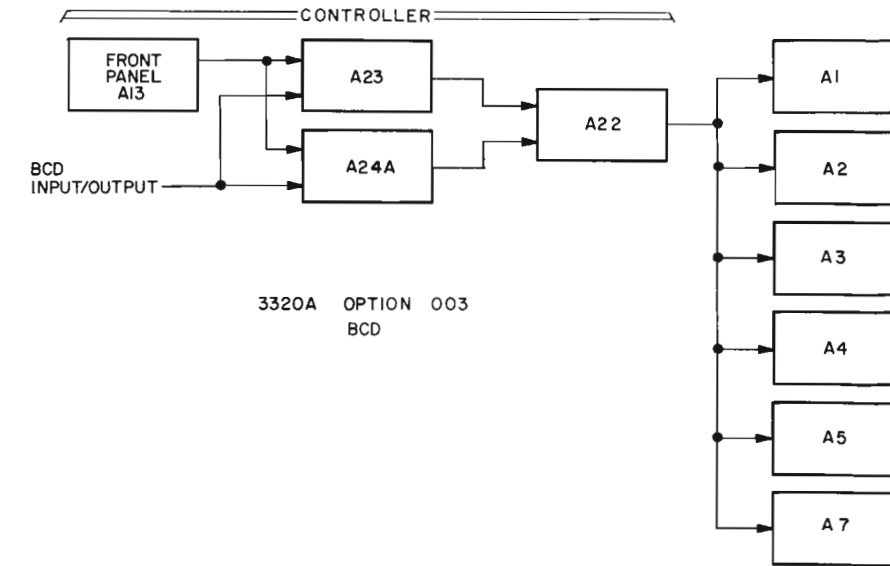 CONTROLLER
FRONT
PANEL
A13
A23
A24A
A22
BCD
INPUT/OUTPUT
A1
A2
A3
A4
A5
A7
3320A OPTION 003
BCD